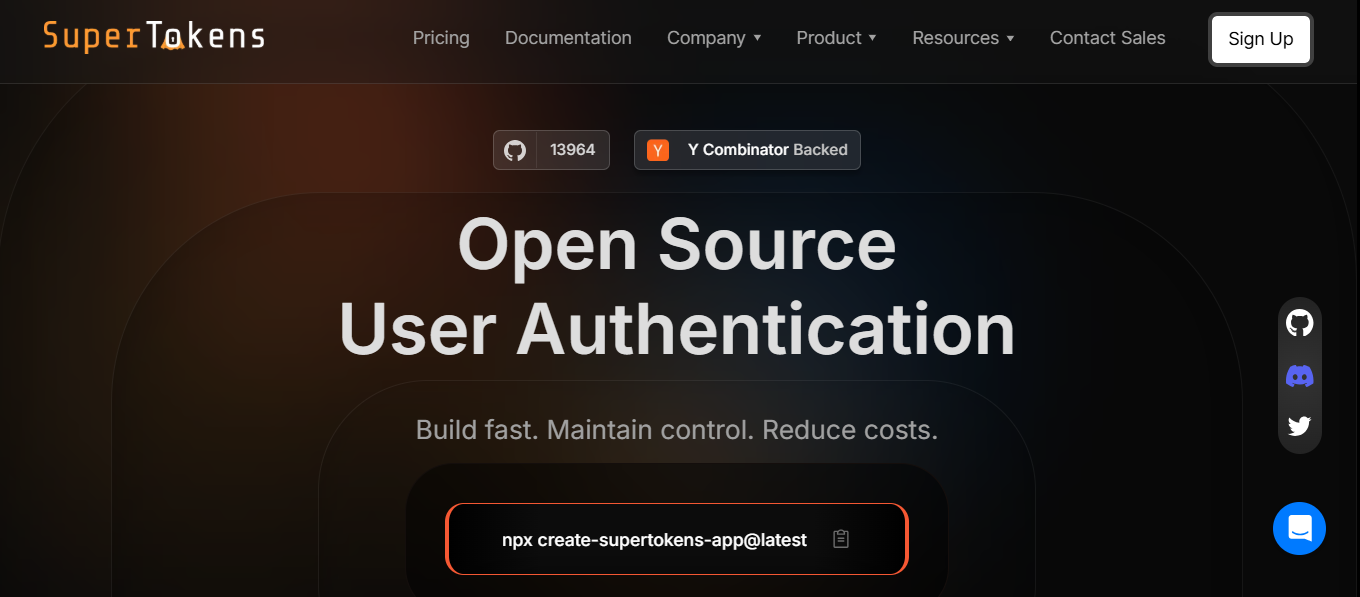 SuperTokens
Pricing
Documentation
Company
Product
Resources
Contact Sales
Sign Up
13964
Y
Y Combinator Backed
Open Source
User Authentication
Build fast. Maintain control. Reduce costs.
npx create-supertokens-app@latest